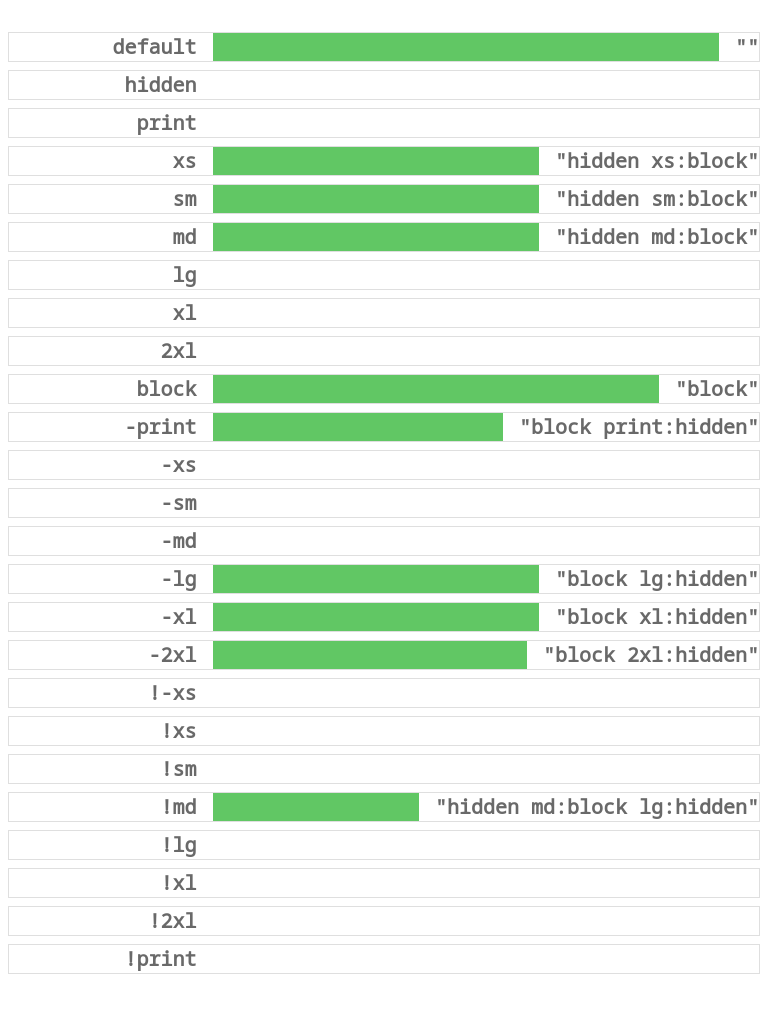 default ""
hidden
print
xs "hidden xs:block"
sm "hidden sm:block"
md "hidden md:block"
lg
xl
2xl
block "block"
-print "block print:hidden"
-xs
-sm
-md
-lg "block lg:hidden"
-xl "block xl:hidden"
-2xl "block 2xl:hidden"
!-xs
!xs
!sm
!md "hidden md:block lg:hidden"
!lg
!xl
!2xl
!print